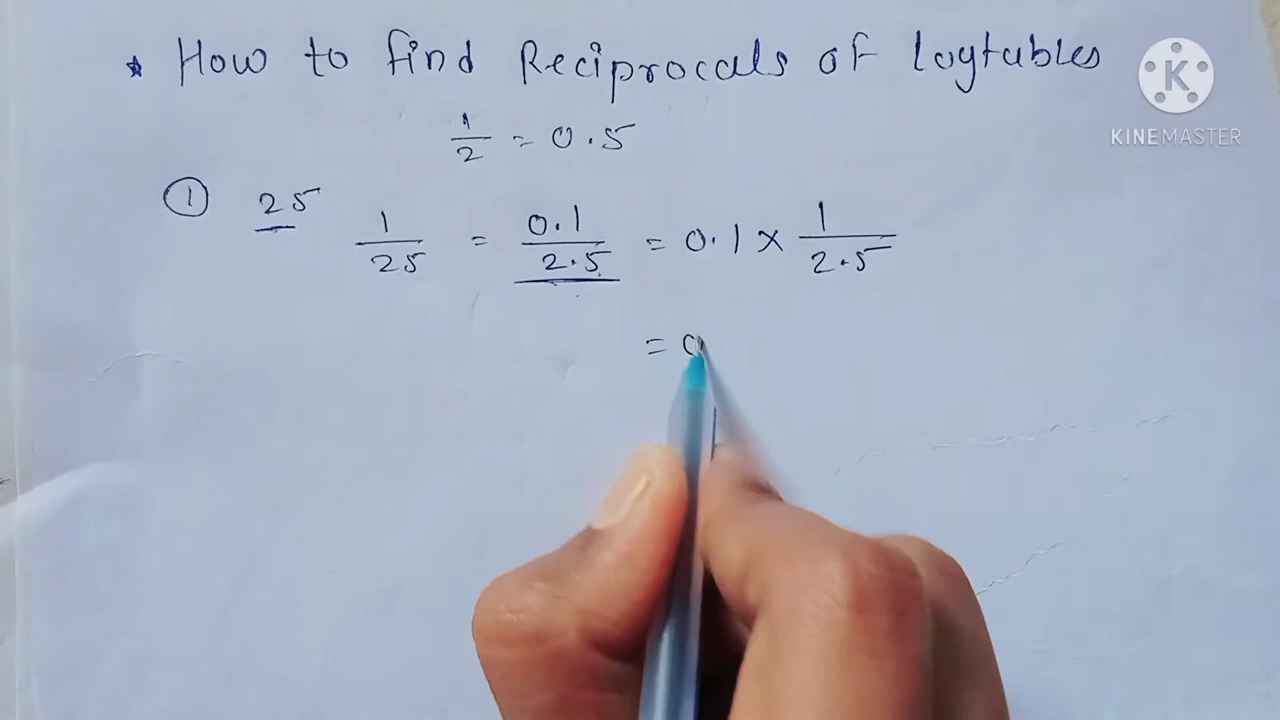 * How to find Reciprocals of Logtables
K
KINEMASTER
1/2 = 0.5
① 25 1/25 = 0.1/2.5 = 0.1 × 1/2.5
= 0